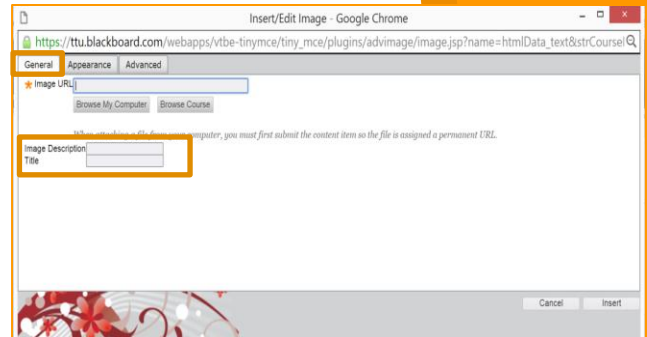 Insert/Edit Image - Google Chrome
https://ttu.blackboard.com/webapps/vtbe-tinymce/tiny_mce/plugins/advimage/image.jsp?name=htmlData_text&strCourseI
General Appearance Advanced
★ Image URL
Browse My Computer Browse Course
When attaching a file from your computer, you must first submit the content item so the file is assigned a permanent URL.
Image Description
Title
Cancel Insert